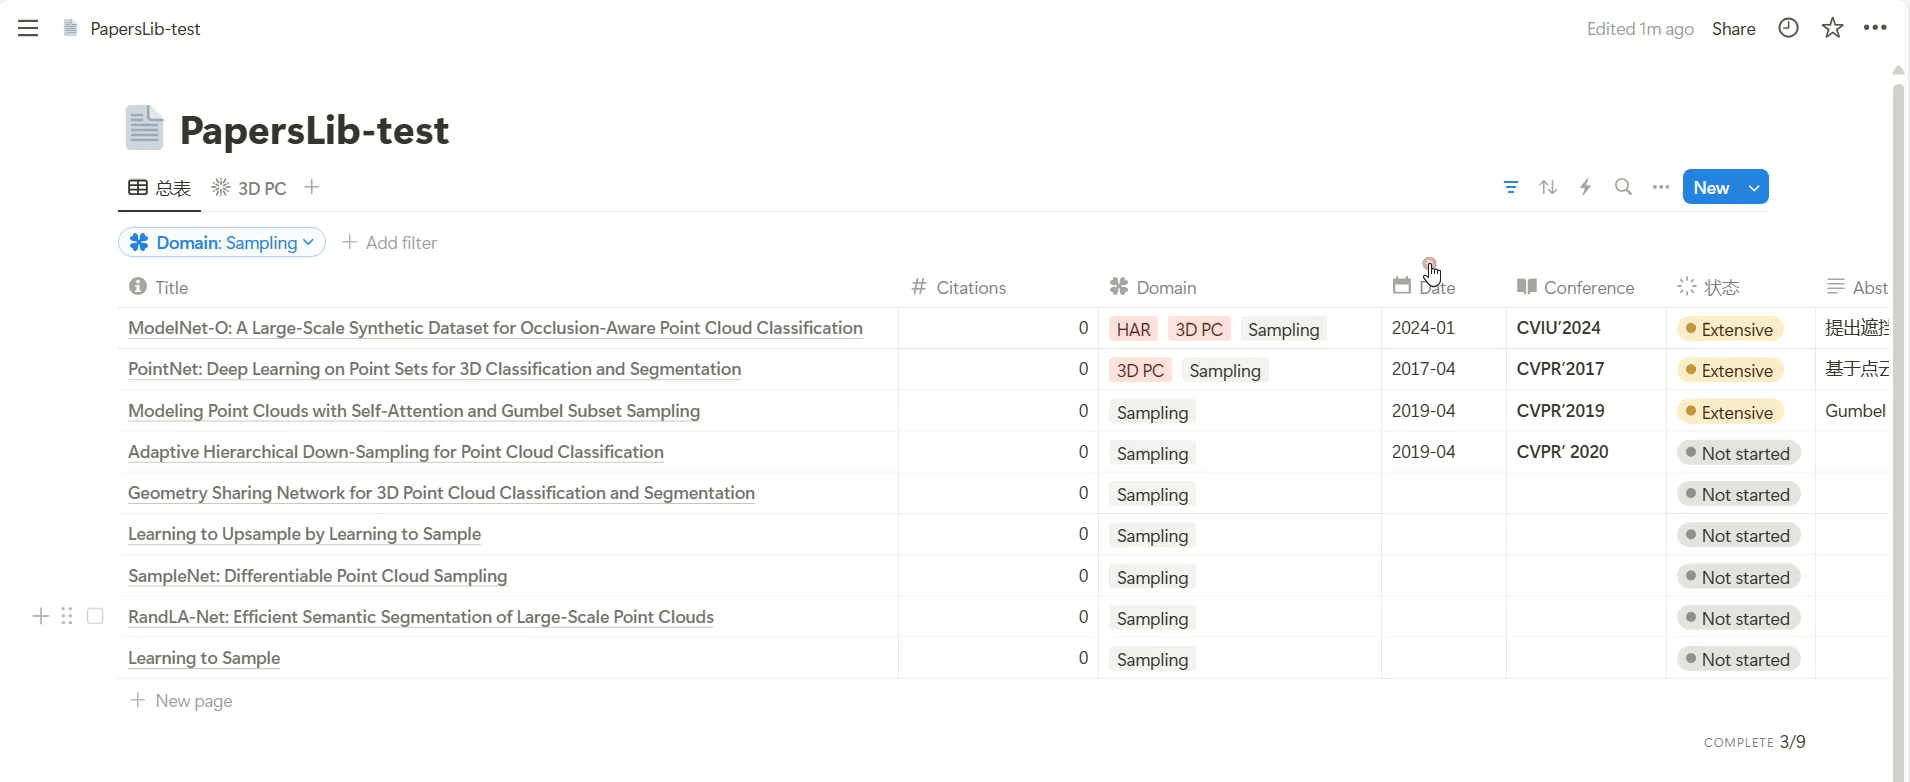 PapersLib-test Edited 1m ago Share
PapersLib-test
总表 3D PC New
Domain: Sampling Add filter
Title Citations Domain Date Conference 状态 Abst
ModelNet-O: A Large-Scale Synthetic Dataset for Occlusion-Aware Point Cloud Classification 0 HAR 3D PC Sampling 2024-01 CVIU'2024 Extensive 提出遮挡
PointNet: Deep Learning on Point Sets for 3D Classification and Segmentation 0 3D PC Sampling 2017-04 CVPR'2017 Extensive 基于点云
Modeling Point Clouds with Self-Attention and Gumbel Subset Sampling 0 Sampling 2019-04 CVPR'2019 Extensive Gumbel
Adaptive Hierarchical Down-Sampling for Point Cloud Classification 0 Sampling 2019-04 CVPR' 2020 Not started
Geometry Sharing Network for 3D Point Cloud Classification and Segmentation 0 Sampling Not started
Learning to Upsample by Learning to Sample 0 Sampling Not started
SampleNet: Differentiable Point Cloud Sampling 0 Sampling Not started
RandLA-Net: Efficient Semantic Segmentation of Large-Scale Point Clouds 0 Sampling Not started
Learning to Sample 0 Sampling Not started
New page
COMPLETE 3/9